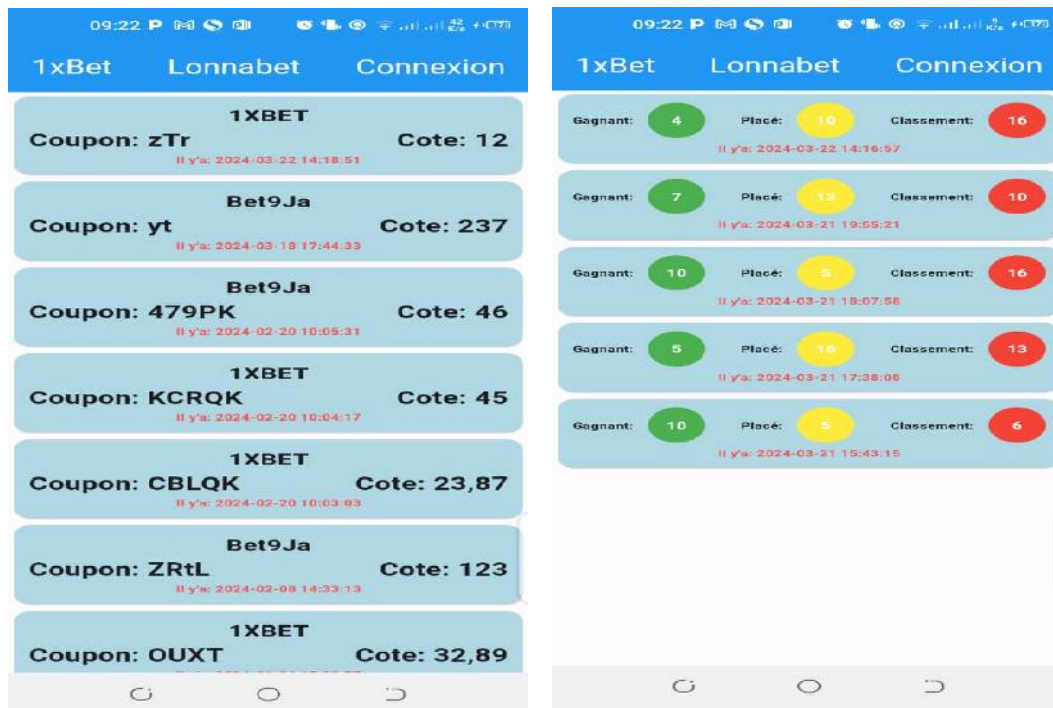 09:22
1xBet Lonnabet Connexion
1XBET
Coupon: zTr Cote: 12
Il y'a: 2024-03-22 14:18:51
Bet9Ja
Coupon: yt Cote: 237
Il y'a: 2024-03-18 17:44:33
Bet9Ja
Coupon: 479PK Cote: 46
Il y'a: 2024-02-20 10:05:31
1XBET
Coupon: KCRQK Cote: 45
Il y'a: 2024-02-20 10:04:17
1XBET
Coupon: CBLQK Cote: 23,87
Il y'a: 2024-02-20 10:03:03
Bet9Ja
Coupon: ZRtL Cote: 123
Il y'a: 2024-02-08 14:33:13
1XBET
Coupon: OUXT Cote: 32,89
09:22
1xBet Lonnabet Connexion
Gagnant: 4 Placé: 10 Classement: 16
Il y'a: 2024-03-22 14:16:57
Gagnant: 7 Placé: 13 Classement: 10
Il y'a: 2024-03-21 19:55:21
Gagnant: 10 Placé: 5 Classement: 16
Il y'a: 2024-03-21 18:07:58
Gagnant: 5 Placé: 16 Classement: 13
Il y'a: 2024-03-21 17:38:08
Gagnant: 10 Placé: 5 Classement: 6
Il y'a: 2024-03-21 15:43:15